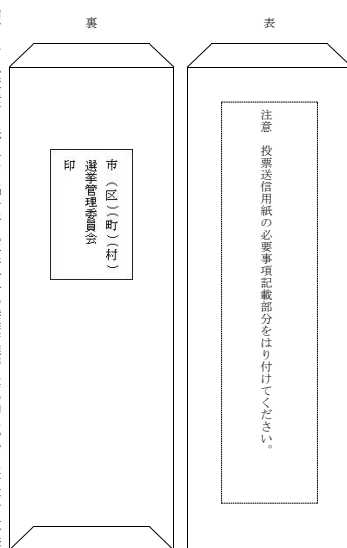 表
注意　投票送信用紙の必要事項記載部分をはり付けてください。
裏
市（区）（町）（村）
選挙管理委員会
印